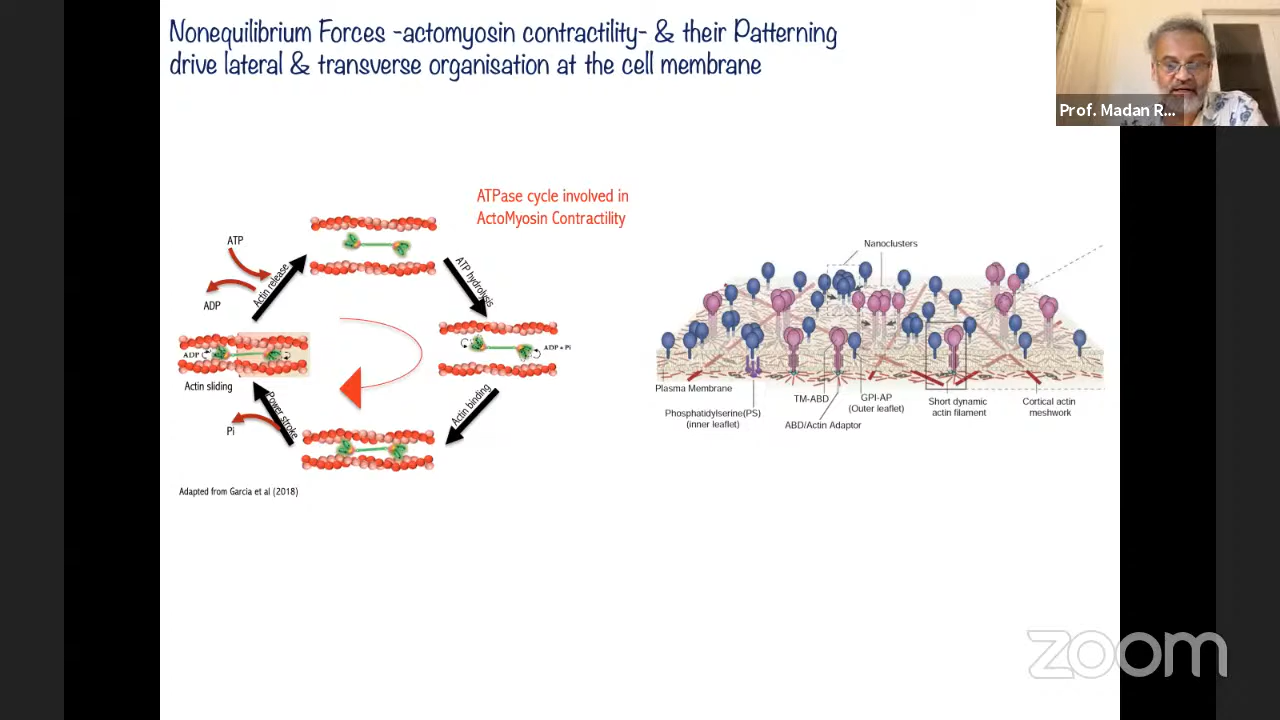 Nonequilibrium Forces -actomyosin contractility- & their Patterning
drive lateral & transverse organisation at the cell membrane
Prof. Madan R...
ATPase cycle involved in
ActoMyosin Contractility
ATP
ADP
Actin release
ATP hydrolysis
ADP
ADP + Pi
Actin sliding
Power stroke
Pi
Actin binding
Adapted from Garcia et al (2018)
Nanoclusters
Plasma Membrane
Phosphatidylserine(PS)
(inner leaflet)
TM-ABD
ABD/Actin Adaptor
GPI-AP
(Outer leaflet)
Short dynamic
actin filament
Cortical actin
meshwork
zoom